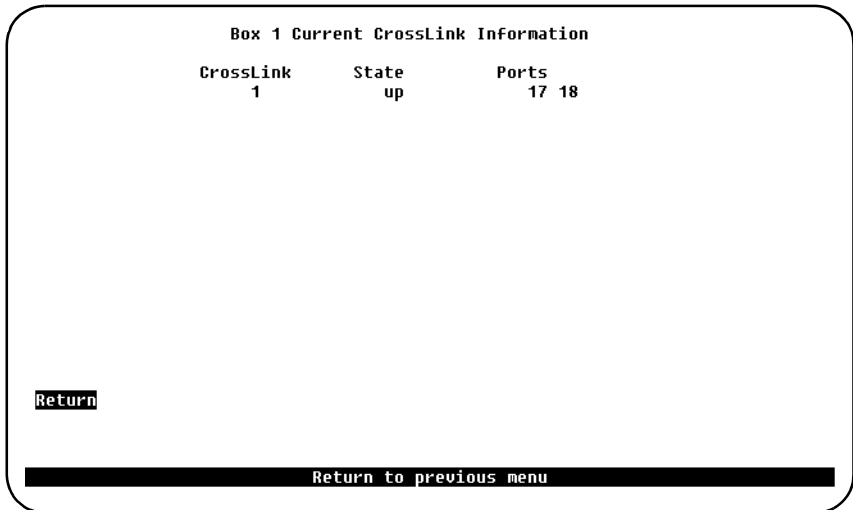 Box 1 Current CrossLink Information
CrossLink State Ports
1 up 17 18
Return
Return to previous menu